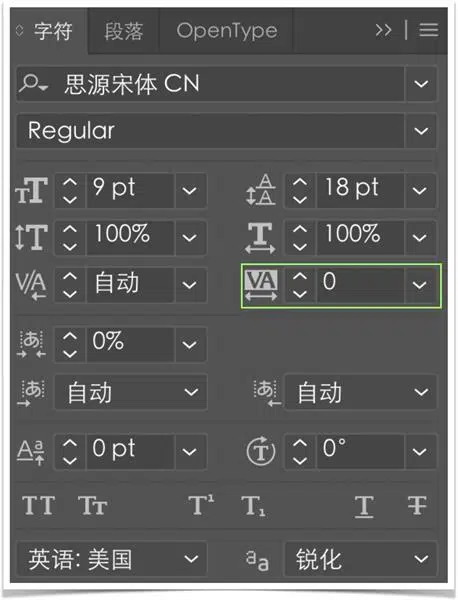 字符 段落 OpenType
思源宋体 CN
Regular
9 pt 18 pt
100% 100%
自动 0
0%
自动 自动
0 pt 0°
英语: 美国 锐化